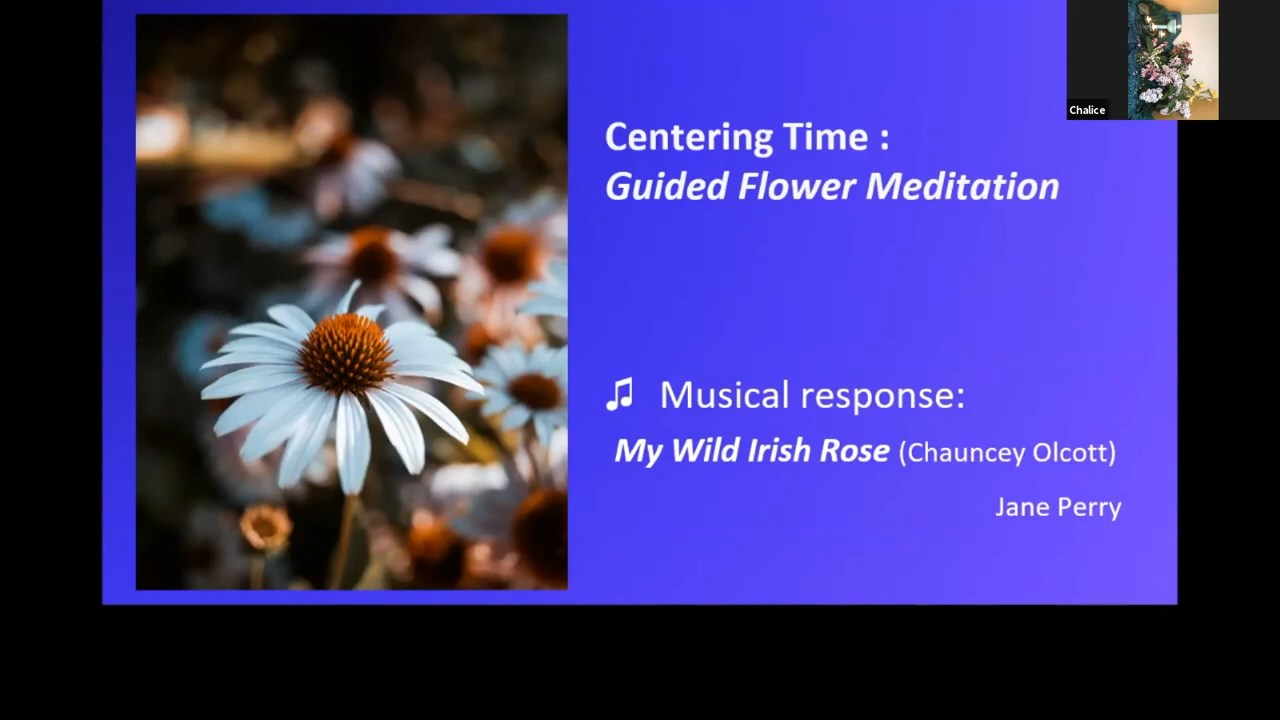 Centering Time :
Guided Flower Meditation
♫ Musical response:
My Wild Irish Rose (Chauncey Olcott)
Jane Perry
Chalice